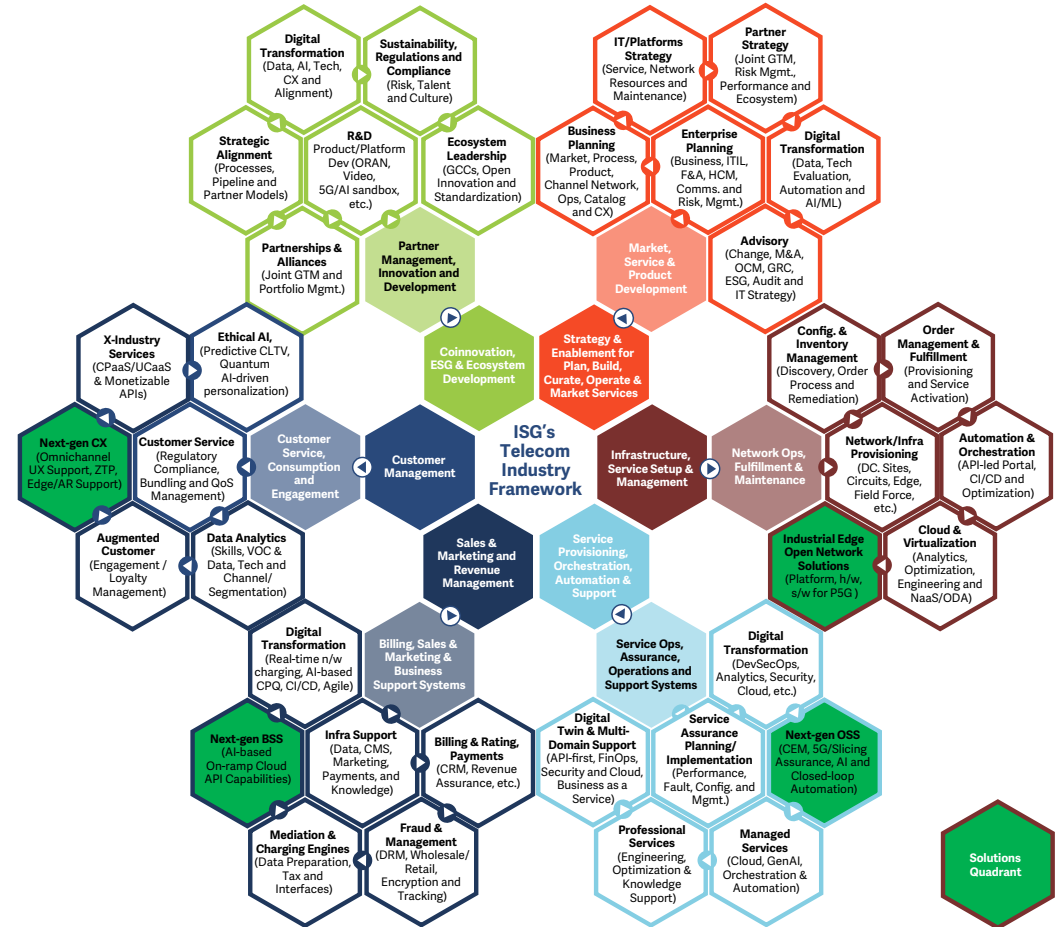 Digital
Transformation
(Data, AI, Tech,
CX and
Alignment)
Sustainability,
Regulations and
Compliance
(Risk, Talent
and Culture)
Strategic
Alignment
(Processes,
Pipeline and
Partner Models)
R&D
Product/Platform
Dev (ORAN,
Video,
5G/AI sandbox,
etc.)
Ecosystem
Leadership
(GCCs, Open
Innovation and
Standardization)
Partnerships &
Alliances
(Joint GTM and
Portfolio Mgmt.)
Partner
Management,
Innovation and
Development
Coinnovation,
ESG & Ecosystem
Development
IT/Platforms
Strategy
(Service, Network
Resources and
Maintenance)
Partner
Strategy
(Joint GTM,
Risk Mgmt.,
Performance and
Ecosystem)
Business
Planning
(Market, Process,
Product,
Channel Network,
Ops, Catalog
and CX)
Enterprise
Planning
(Business, ITIL,
F&A, HCM,
Comms. and
Risk, Mgmt.)
Digital
Transformation
(Data, Tech
Evaluation,
Automation and
AI/ML)
Market,
Service &
Product
Development
Advisory
(Change, M&A,
OCM, GRC,
ESG, Audit and
IT Strategy)
Strategy &
Enablement for
Plan, Build,
Curate, Operate &
Market Services
X-Industry
Services
(CPaaS/UCaaS
& Monetizable
APIs)
Ethical AI,
(Predictive CLTV,
Quantum
AI-driven
personalization)
Next-gen CX
(Omnichannel
UX Support, ZTP,
Edge/AR Support)
Customer Service
(Regulatory
Compliance,
Bundling and QoS
Management)
Customer
Service,
Consumption
and
Engagement
Customer
Management
Augmented
Customer
(Engagement /
Loyalty
Management)
Data Analytics
(Skills, VOC &
Data, Tech and
Channel/
Segmentation)
ISG's
Telecom
Industry
Framework
Infrastructure,
Service Setup &
Management
Network Ops,
Fulfillment &
Maintenance
Config. &
Inventory
Management
(Discovery, Order
Process and
Remediation)
Order
Management &
Fulfillment
(Provisioning
and Service
Activation)
Network/Infra
Provisioning
(DC. Sites,
Circuits, Edge,
Field Force,
etc.)
Automation &
Orchestration
(API-led Portal,
CI/CD and
Optimization)
Industrial Edge
Open Network
Solutions
(Platform, h/w,
s/w for P5G )
Cloud &
Virtualization
(Analytics,
Optimization,
Engineering and
NaaS/ODA)
Sales &
Marketing and
Revenue
Management
Service
Provisioning,
Orchestration,
Automation &
Support
Digital
Transformation
(Real-time n/w
charging, AI-based
CPQ, CI/CD, Agile)
Billing, Sales &
Marketing &
Business
Support Systems
Next-gen BSS
(AI-based
On-ramp Cloud
API Capabilities)
Infra Support
(Data, CMS,
Marketing,
Payments, and
Knowledge)
Billing & Rating,
Payments
(CRM, Revenue
Assurance, etc.)
Mediation &
Charging Engines
(Data Preparation,
Tax and
Interfaces)
Fraud &
Management
(DRM, Wholesale/
Retail,
Encryption and
Tracking)
Service Ops,
Assurance,
Operations and
Support Systems
Digital
Transformation
(DevSecOps,
Analytics, Security,
Cloud, etc.)
Digital
Twin & Multi-
Domain Support
(API-first, FinOps,
Security and Cloud,
Business as a
Service)
Service
Assurance
Planning/
Implementation
(Performance,
Fault, Config. and
Mgmt.)
Next-gen OSS
(CEM, 5G/Slicing
Assurance, AI and
Closed-loop
Automation)
Professional
Services
(Engineering,
Optimization &
Knowledge
Support)
Managed
Services
(Cloud, GenAI,
Orchestration &
Automation)
Solutions
Quadrant